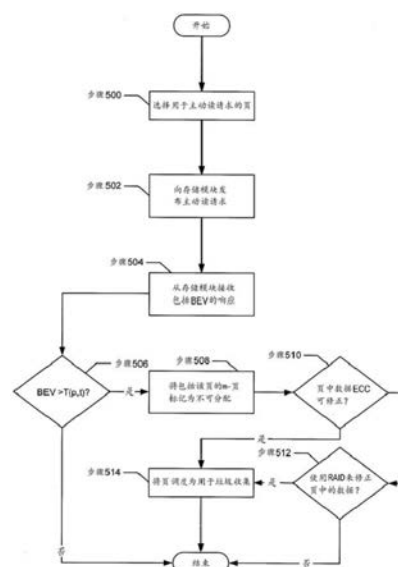 开始
步骤500
选择用于主动读请求的页
步骤502
向存储模块发
布主动读请求
步骤504
从存储模块接收
包括BEV的响应
步骤506
BEV >T(p,t)?
是
步骤508
将包括该页的m-页
标记为不可分配
步骤510
页中数据ECC
可修正?
是
步骤512
使用RAID来修正
页中的数据?
是
步骤514
将页调度为用于垃圾收集
否
否
结束